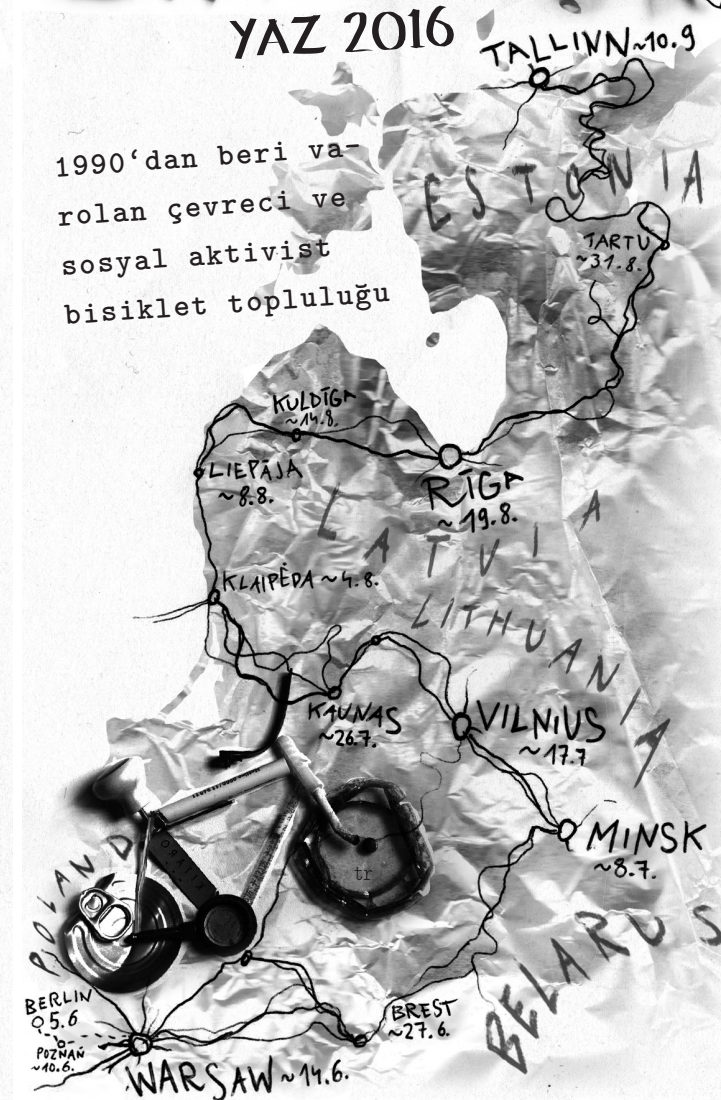 YAZ 2016
TALLINN ~10.9
1990‘dan beri va-
rolan çevreci ve
sosyal aktivist
bisiklet topluluğu
ESTONIA
TARTU
~31.8.
KULDĪGA
~14.8.
LIEPĀJA
~8.8.
RĪGA
~19.8.
LATVIA
KLAIPĖDA ~4.8.
LITHUANIA
KAUNAS
~26.7.
VILNIUS
~17.7
MINSK
~8.7.
tr
POLAND
BELARUS
BERLIN
5.6
POZNAŃ
~10.6.
BREST
~27.6.
WARSAW ~14.6.